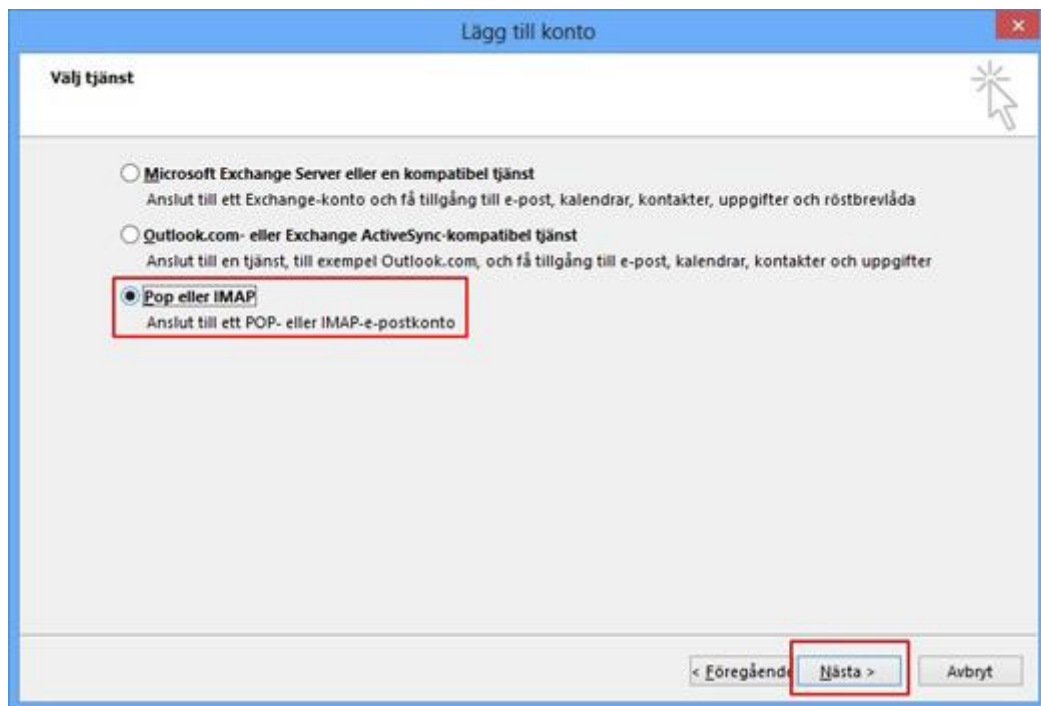 Lägg till konto
Välj tjänst
Microsoft Exchange Server eller en kompatibel tjänst
Anslut till ett Exchange-konto och få tillgång till e-post, kalendrar, kontakter, uppgifter och röstbrevlåda
Outlook.com- eller Exchange ActiveSync-kompatibel tjänst
Anslut till en tjänst, till exempel Outlook.com, och få tillgång till e-post, kalendrar, kontakter och uppgifter
Pop eller IMAP
Anslut till ett POP- eller IMAP-e-postkonto
< Föregående Nästa > Avbryt